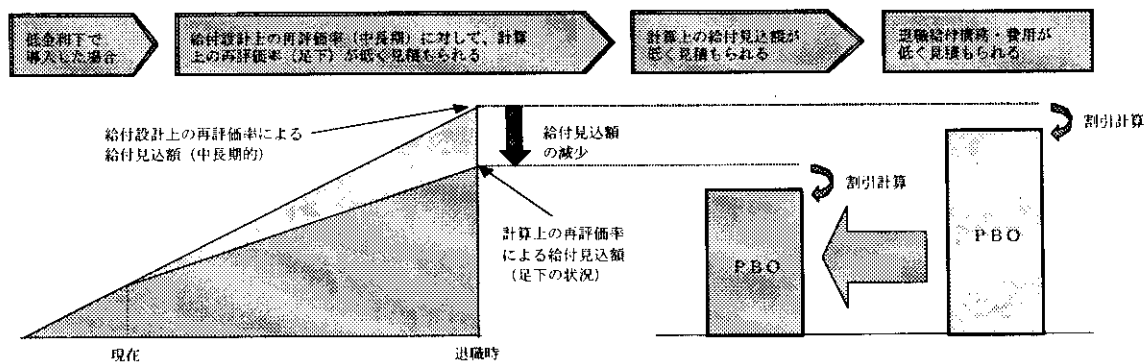 低金利下で
導入した場合
給付設計上の再評価率（中長期）に対して、計算
上の再評価率（足下）が低く見積もられる
計算上の給付見込額が
低く見積もられる
退職給付債務・費用が
低く見積もられる
給付設計上の再評価率による
給付見込額（中長期的）
給付見込額
の減少
割引計算
割引計算
計算上の再評価率
による給付見込額
（足下の状況）
PBO
PBO
現在
退職時